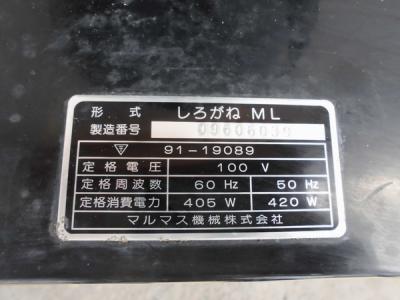 形式 しろがね ML
製造番号 09606039
〒 91-19089
定格電圧 100 V
定格周波数 60 Hz 50 Hz
定格消費電力 405 W 420 W
マルマス機械株式会社